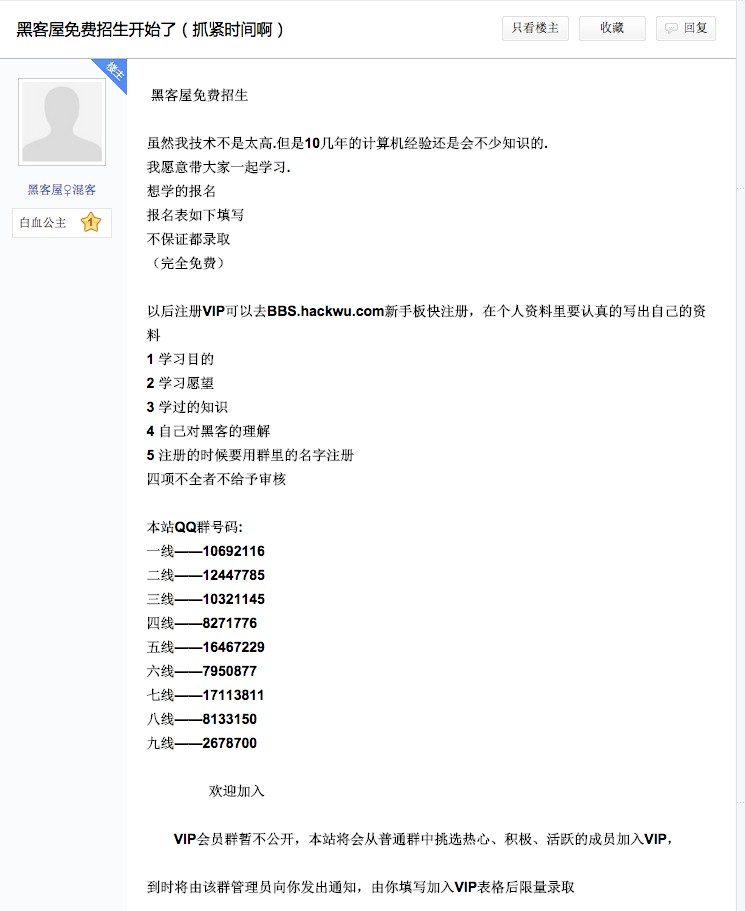 黑客屋免费招生开始了（抓紧时间啊）
只看楼主
收藏
回复
楼主
黑客屋免费招生
虽然我技术不是太高.但是10几年的计算机经验还是会不少知识的.
我愿意带大家一起学习.
黑客屋♀混客
想学的报名
白血公主 1
报名表如下填写
不保证都录取
（完全免费）
以后注册VIP可以去BBS.hackwu.com新手板快注册，在个人资料里要认真的写出自己的资
料
1 学习目的
2 学习愿望
3 学过的知识
4 自己对黑客的理解
5 注册的时候要用群里的名字注册
四项不全者不给予审核
本站QQ群号码:
一线——10692116
二线——12447785
三线——10321145
四线——8271776
五线——16467229
六线——7950877
七线——17113811
八线——8133150
九线——2678700
欢迎加入
VIP会员群暂不公开，本站将会从普通群中挑选热心、积极、活跃的成员加入VIP，
到时将由该群管理员向你发出通知，由你填写加入VIP表格后限量录取